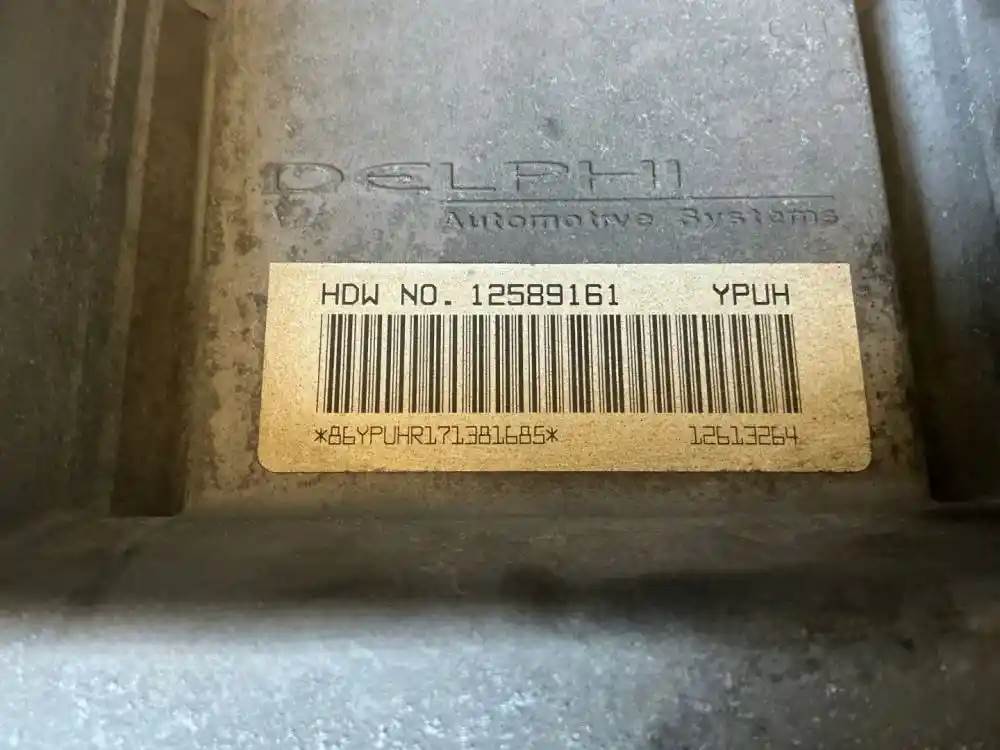 DELPHI
Automotive Systems
HDW NO. 12589161 YPUH
*86YPUHR171381685* 12613264